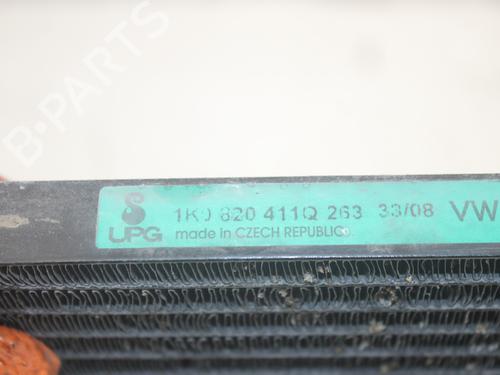 B-PARTS
1K0 820 411Q 263 33/08 VW
UPG made in CZECH REPUBLIC